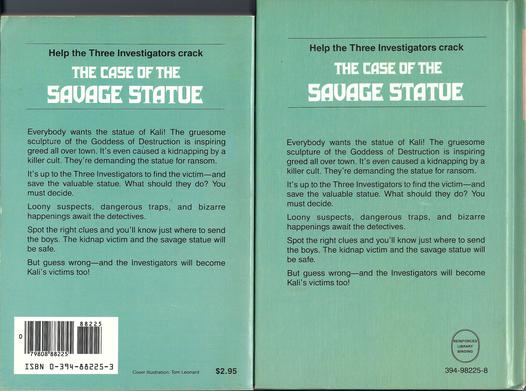 Help the Three Investigators crack
THE CASE OF THE
SAVAGE STATUE
Everybody wants the statue of Kali! The gruesome
sculpture of the Goddess of Destruction is inspiring
greed all over town. It's even caused a kidnapping by a
killer cult. They're demanding the statue for ransom.
It's up to the Three Investigators to find the victim—and
save the valuable statue. What should they do? You
must decide.
Loony suspects, dangerous traps, and bizarre
happenings await the detectives.
Spot the right clues and you'll know just where to send
the boys. The kidnap victim and the savage statue will
be safe.
But guess wrong—and the Investigators will become
Kali's victims too!
88225
0
79808 88225
ISBN 0-394-88225-3
Cover illustration: Tom Leonard
$2.95
Help the Three Investigators crack
THE CASE OF THE
SAVAGE STATUE
Everybody wants the statue of Kali! The gruesome
sculpture of the Goddess of Destruction is inspiring
greed all over town. It's even caused a kidnapping by a
killer cult. They're demanding the statue for ransom.
It's up to the Three Investigators to find the victim—and
save the valuable statue. What should they do? You
must decide.
Loony suspects, dangerous traps, and bizarre
happenings await the detectives.
Spot the right clues and you'll know just where to send
the boys. The kidnap victim and the savage statue will
be safe.
But guess wrong—and the Investigators will become
Kali's victims too!
REINFORCED
LIBRARY
BINDING
394-98225-8